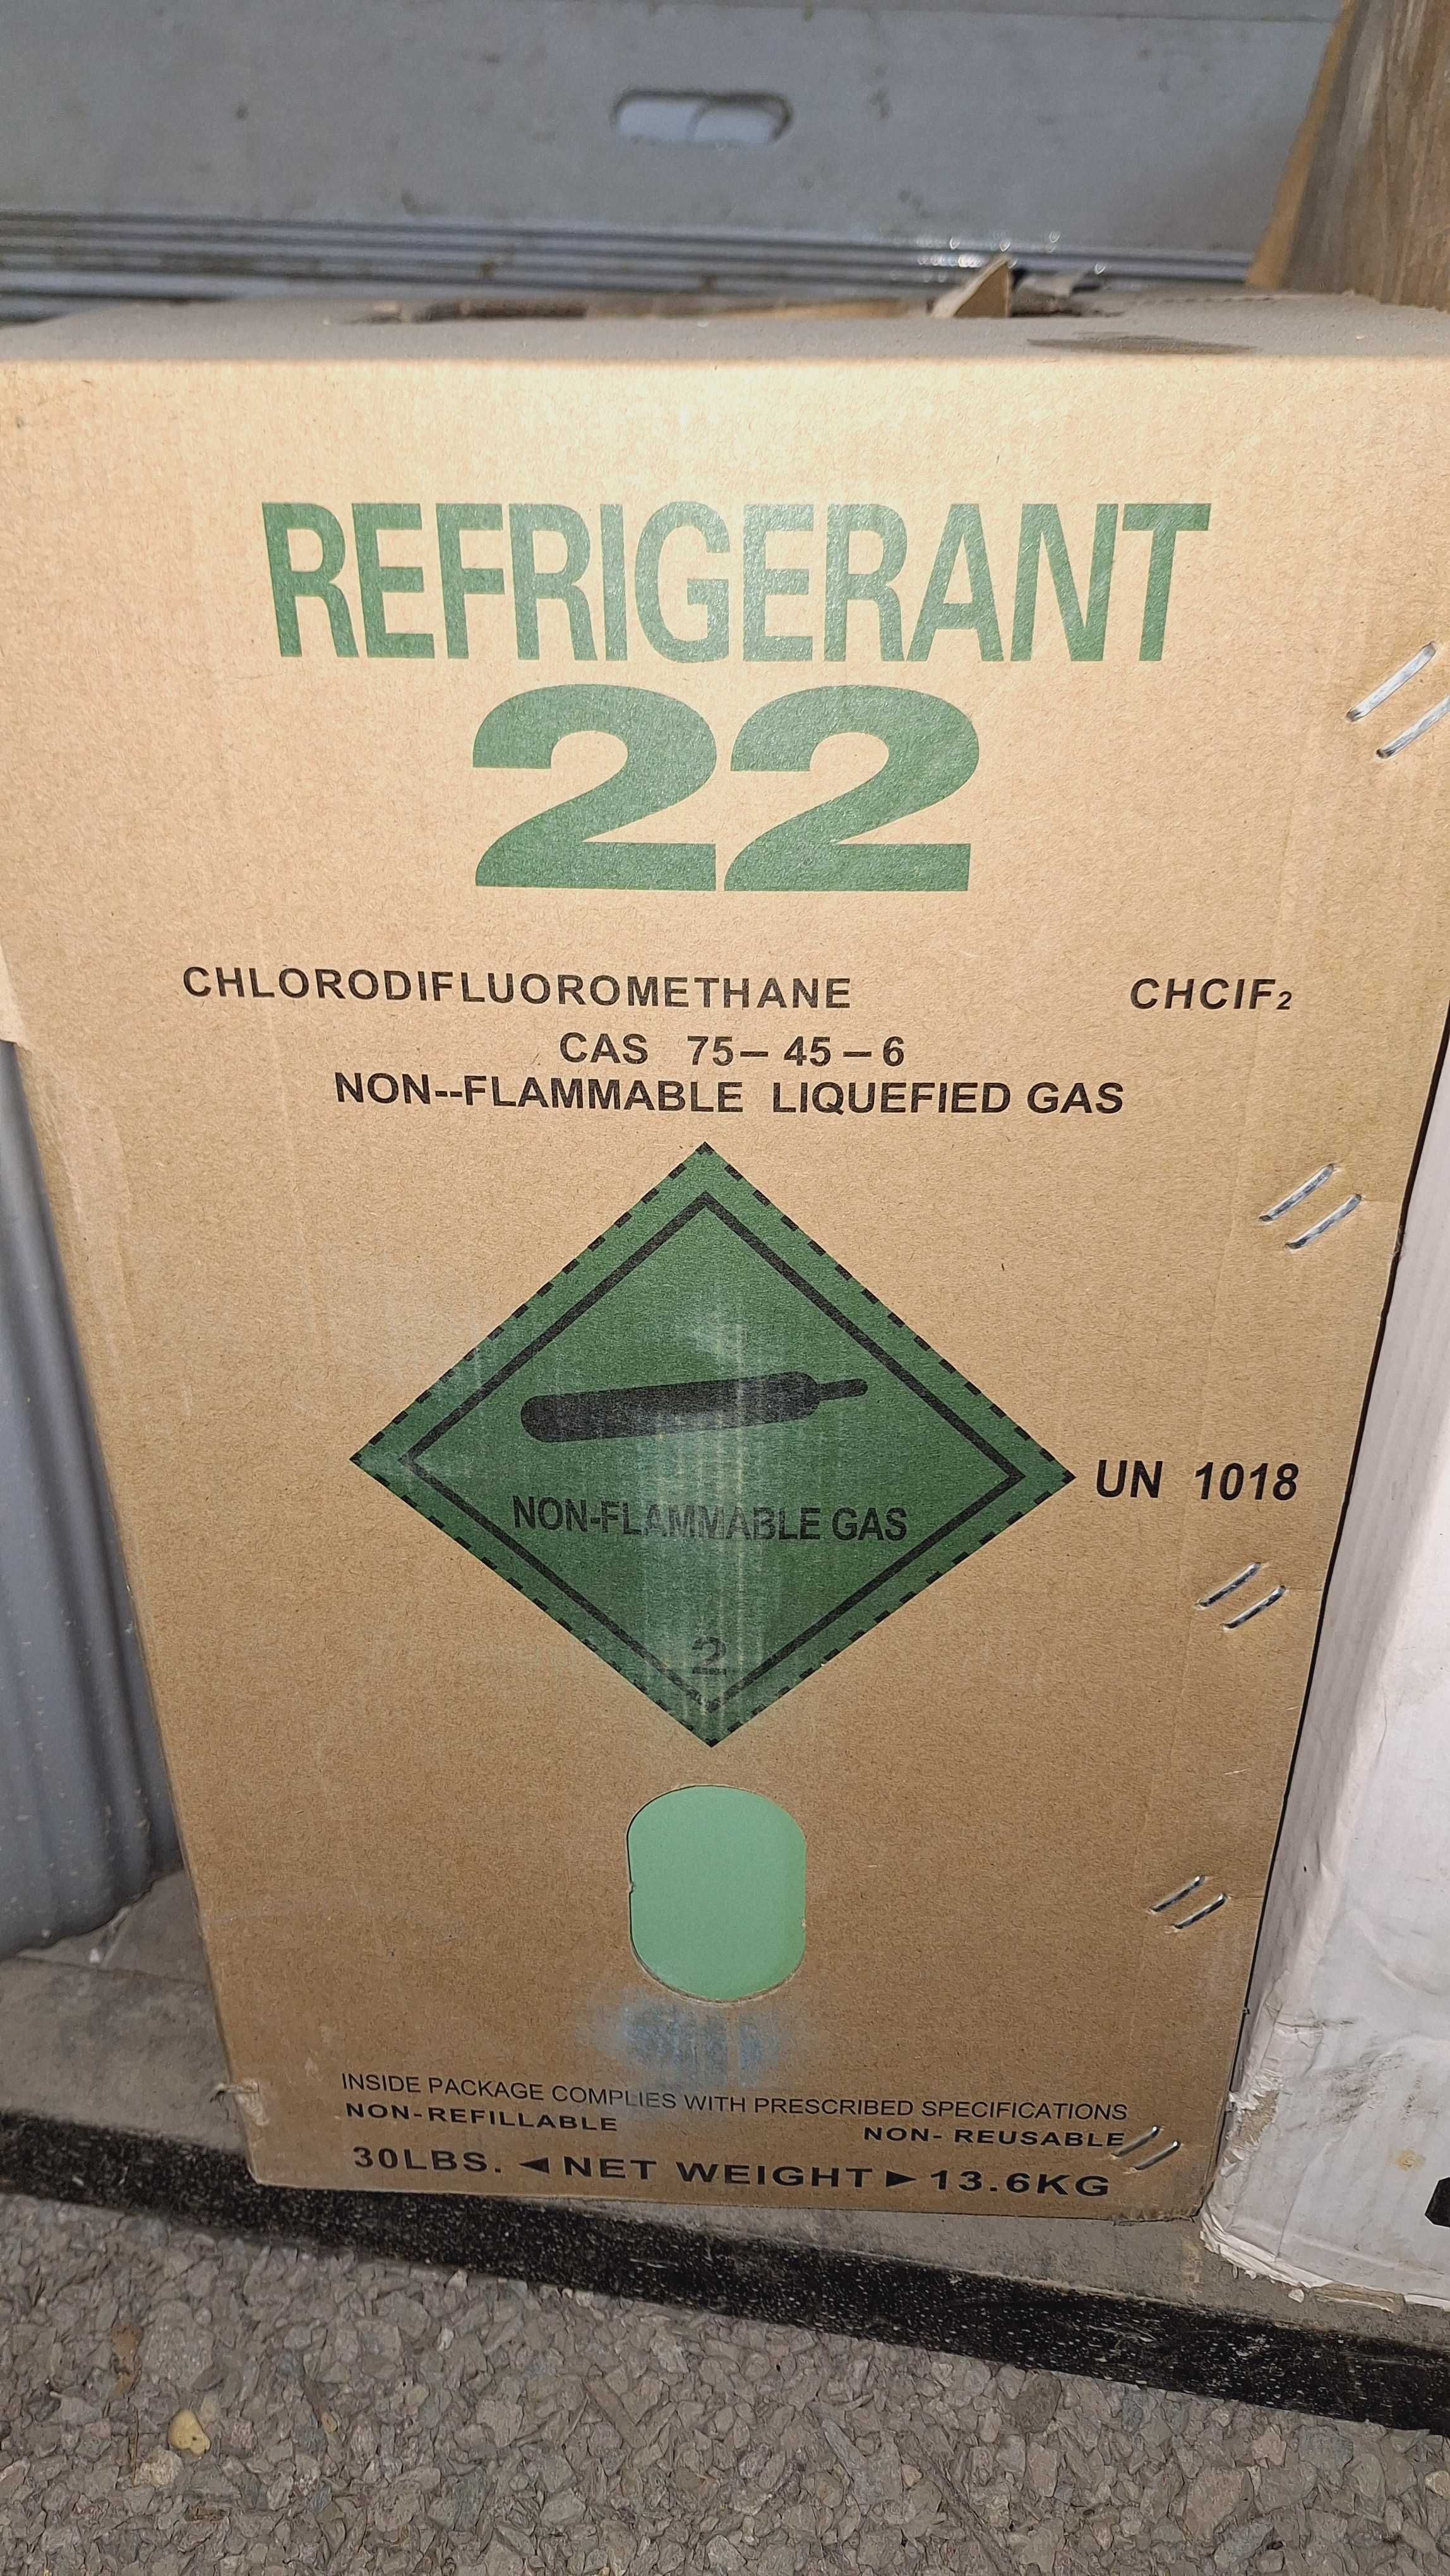 REFRIGERANT
22
CHLORODIFLUOROMETHANE CHClF₂
CAS 75-45-6
NON--FLAMMABLE LIQUEFIED GAS
NON-FLAMMABLE GAS
UN 1018
2
INSIDE PACKAGE COMPLIES WITH PRESCRIBED SPECIFICATIONS
NON-REFILLABLE NON-REUSABLE
30LBS. ◄NET WEIGHT► 13.6KG